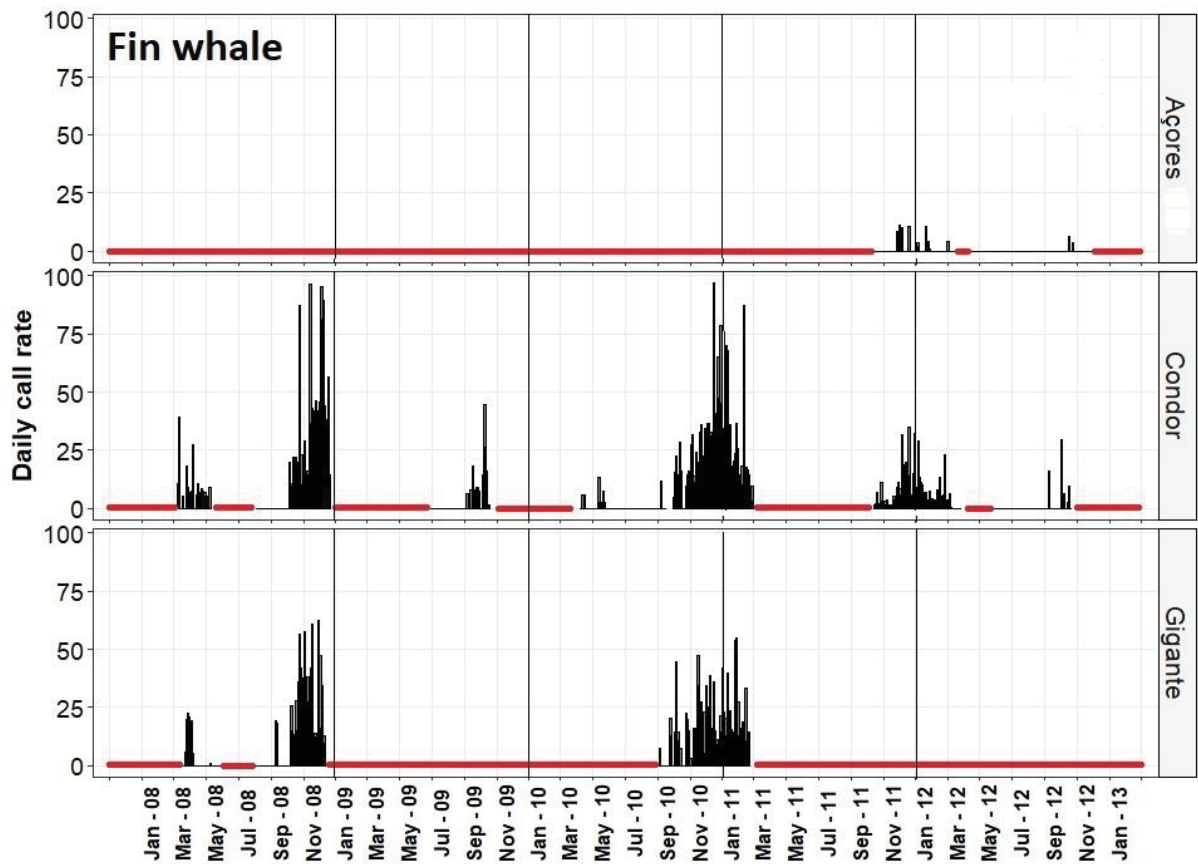 Fin whale
Daily call rate
100
75
50
25
0
Açores
100
75
50
25
0
Condor
100
75
50
25
0
Gigante
Jan - 08
Mar - 08
May - 08
Jul - 08
Sep - 08
Nov - 08
Jan - 09
Mar - 09
May - 09
Jul - 09
Sep - 09
Nov - 09
Jan - 10
Mar - 10
May - 10
Jul - 10
Sep - 10
Nov - 10
Jan - 11
Mar - 11
May - 11
Jul - 11
Sep - 11
Nov - 11
Jan - 12
Mar - 12
May - 12
Jul - 12
Sep - 12
Nov - 12
Jan - 13